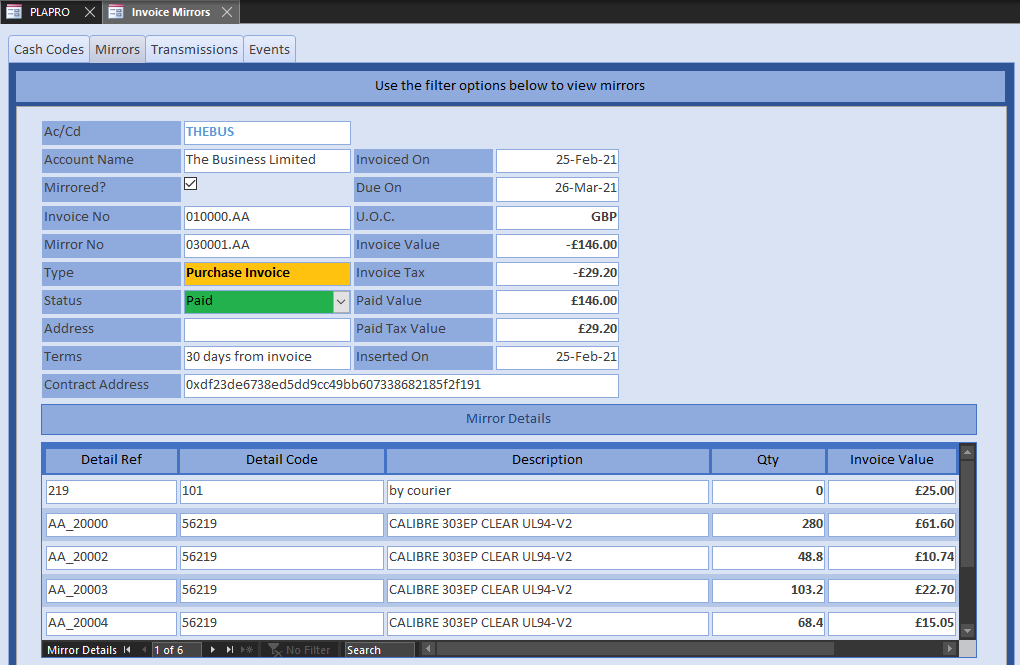 PLAPRO Invoice Mirrors
Cash Codes Mirrors Transmissions Events
Use the filter options below to view mirrors
Ac/Cd THEBUS
Account Name The Business Limited Invoiced On 25-Feb-21
Mirrored? Due On 26-Mar-21
Invoice No 010000.AA U.O.C. GBP
Mirror No 030001.AA Invoice Value -£146.00
Type Purchase Invoice Invoice Tax -£29.20
Status Paid Paid Value £146.00
Address Paid Tax Value £29.20
Terms 30 days from invoice Inserted On 25-Feb-21
Contract Address 0xdf23de6738ed5dd9cc49bb607338682185f2f191
Mirror Details
Detail Ref Detail Code Description Qty Invoice Value
219 101 by courier 0 £25.00
AA_20000 56219 CALIBRE 303EP CLEAR UL94-V2 280 £61.60
AA_20002 56219 CALIBRE 303EP CLEAR UL94-V2 48.8 £10.74
AA_20003 56219 CALIBRE 303EP CLEAR UL94-V2 103.2 £22.70
AA_20004 56219 CALIBRE 303EP CLEAR UL94-V2 68.4 £15.05
Mirror Details 1 of 6 No Filter Search